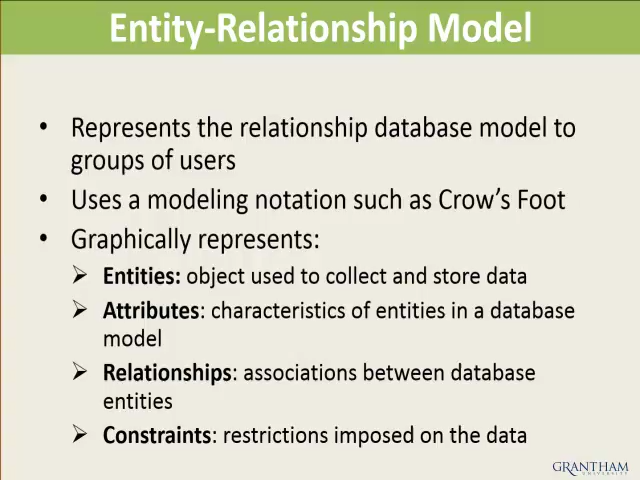 Entity-Relationship Model
• Represents the relationship database model to
groups of users
• Uses a modeling notation such as Crow's Foot
• Graphically represents:
➢ Entities: object used to collect and store data
➢ Attributes: characteristics of entities in a database
model
➢ Relationships: associations between database
entities
➢ Constraints: restrictions imposed on the data
GRANTHAM
UNIVERSITY